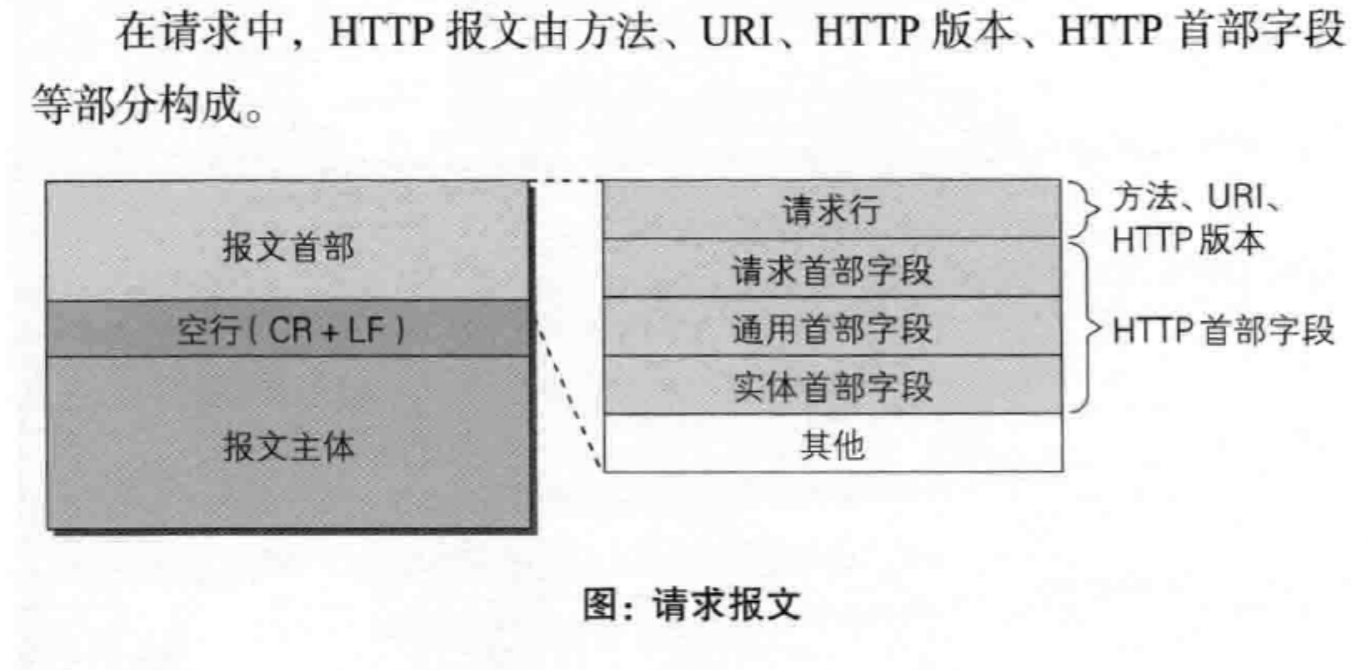 在请求中，HTTP 报文由方法、URI、HTTP 版本、HTTP 首部字段
等部分构成。
报文首部
空行（CR + LF）
报文主体
请求行
请求首部字段
通用首部字段
实体首部字段
其他
方法、URI、
HTTP 版本
HTTP 首部字段
图：请求报文